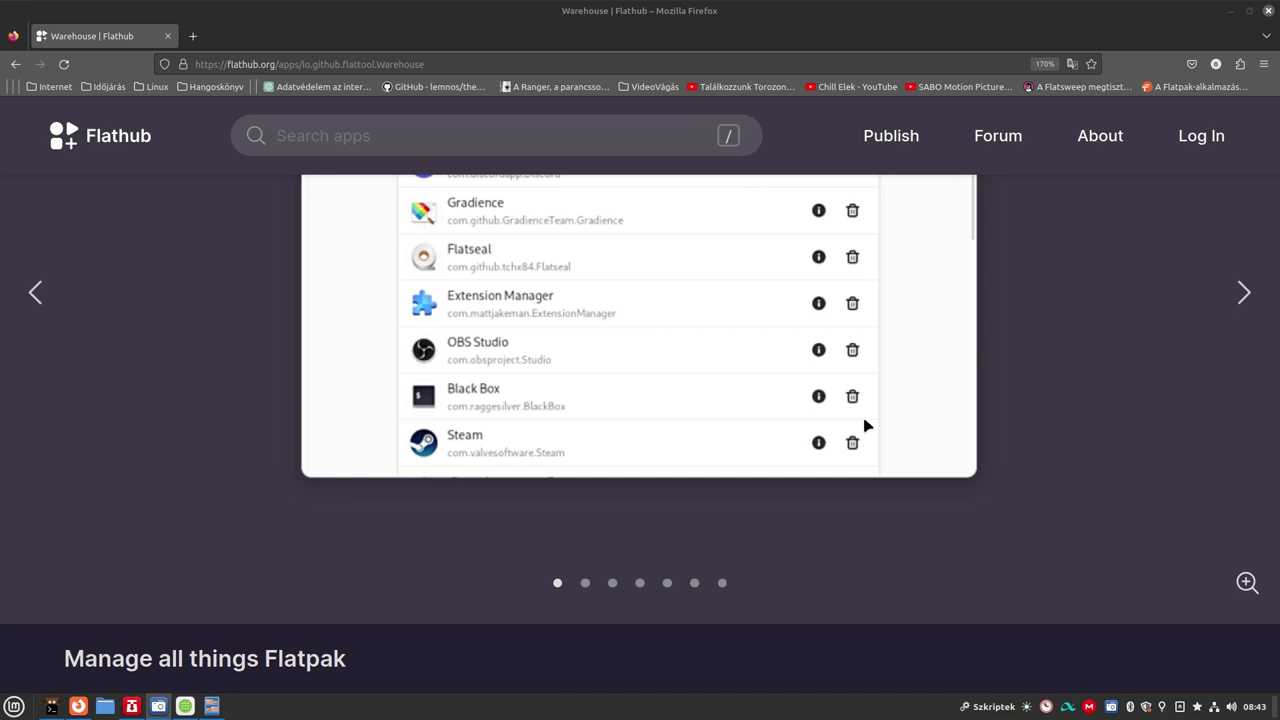 Warehouse | Flathub – Mozilla Firefox
Warehouse | Flathub
https://flathub.org/apps/io.github.flattool.Warehouse
170%
Internet
Időjárás
Linux
Hangoskönyv
Adatvédelem az inter…
GitHub - lemnos/the…
A Ranger, a parancsso…
VideoVágás
Találkozzunk Torozon…
Chill Elek - YouTube
SABO Motion Picture…
A Flatsweep megtiszt…
A Flatpak-alkalmazás…
Flathub
Search apps
/
Publish
Forum
About
Log In
com.discordapp.Discord
Gradience
com.github.GradienceTeam.Gradience
Flatseal
com.github.tchx84.Flatseal
Extension Manager
com.mattjakeman.ExtensionManager
OBS Studio
com.obsproject.Studio
Black Box
com.raggesilver.BlackBox
Steam
com.valvesoftware.Steam
Manage all things Flatpak
Szkriptek
08:43